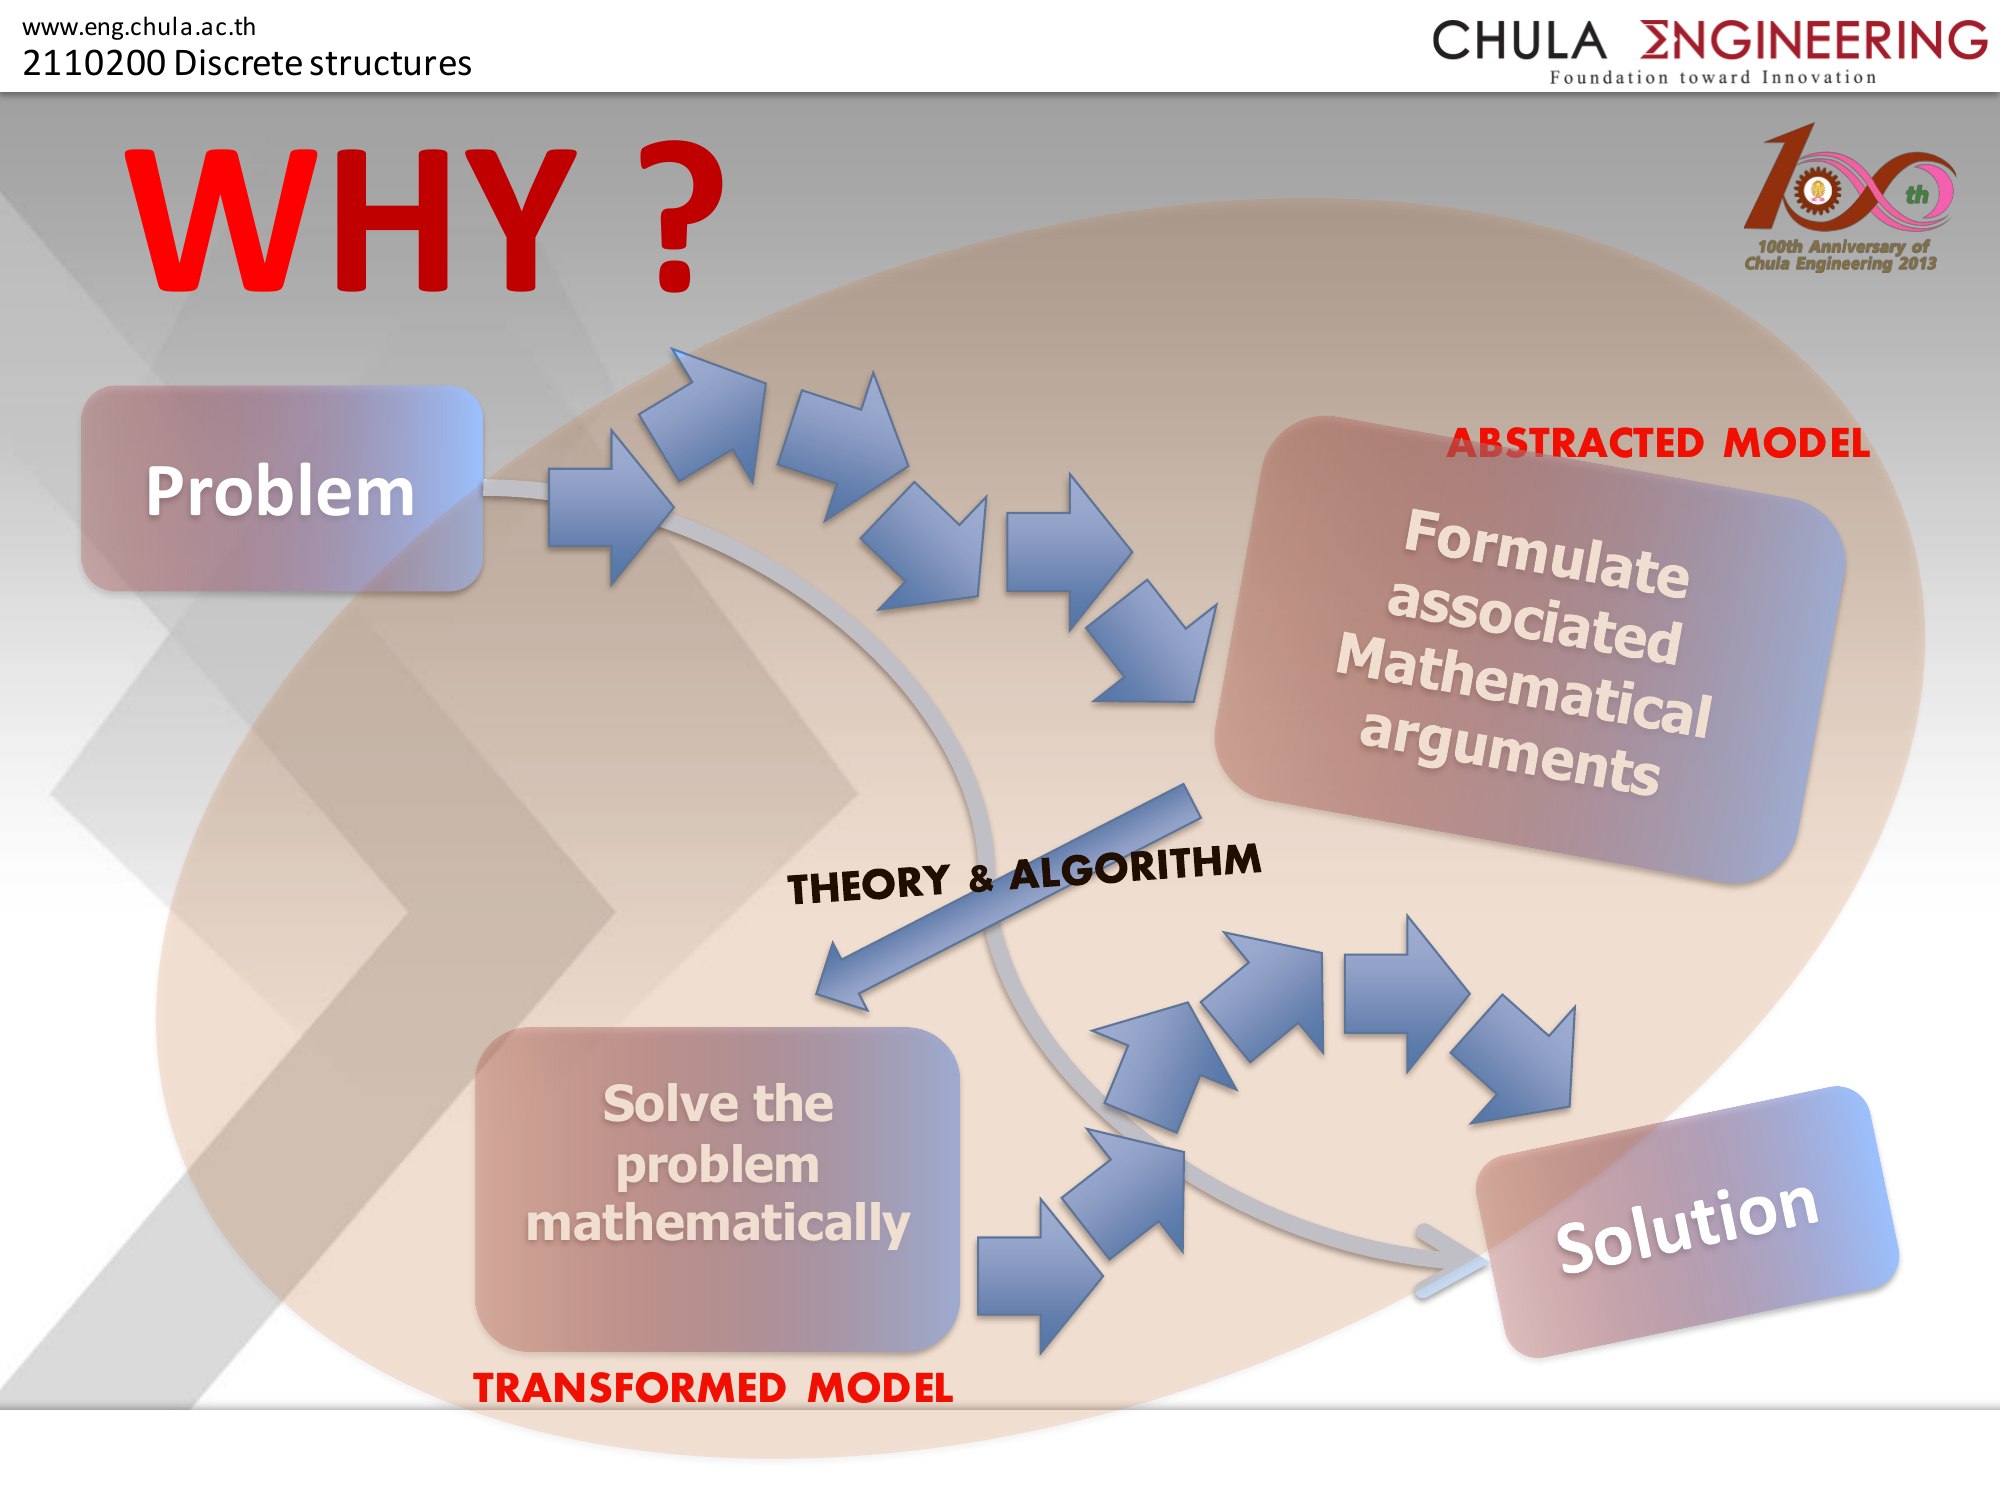 www.eng.chula.ac.th
2110200 Discrete structures
CHULA ΣNGINEERING
Foundation toward Innovation
WHY ?
100th
100th Anniversary of
Chula Engineering 2013
Problem
ABSTRACTED MODEL
Formulate
associated
Mathematical
arguments
THEORY & ALGORITHM
Solve the
problem
mathematically
Solution
TRANSFORMED MODEL